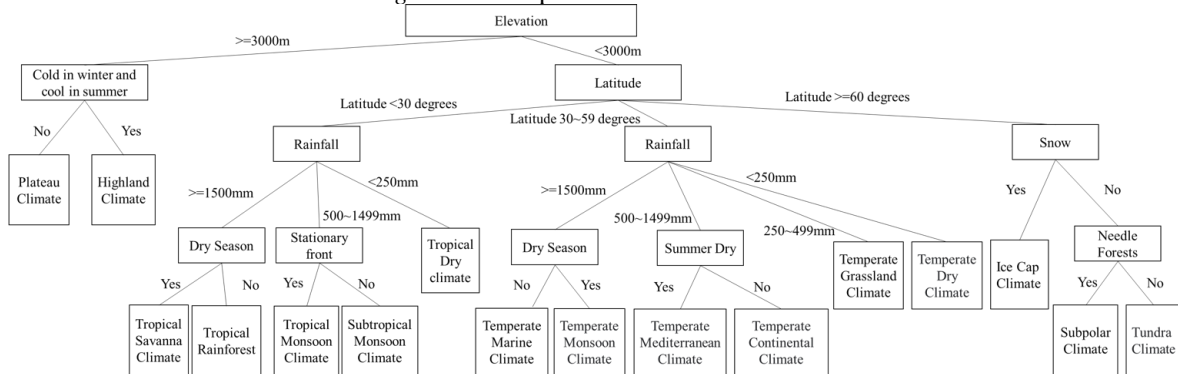 Elevation
>=3000m
<3000m
Cold in winter and
cool in summer
Latitude
Latitude <30 degrees
Latitude 30~59 degrees
Latitude >=60 degrees
No
Yes
Rainfall
Rainfall
Snow
Plateau
Climate
Highland
Climate
>=1500mm
500~1499mm
<250mm
>=1500mm
500~1499mm
250~499mm
<250mm
Yes
No
Dry Season
Stationary
front
Tropical
Dry
climate
Dry Season
Summer Dry
Temperate
Grassland
Climate
Temperate
Dry
Climate
Ice Cap
Climate
Needle
Forests
Yes
No
Yes
No
No
Yes
Yes
No
Yes
No
Tropical
Savanna
Climate
Tropical
Rainforest
Tropical
Monsoon
Climate
Subtropical
Monsoon
Climate
Temperate
Marine
Climate
Temperate
Monsoon
Climate
Temperate
Mediterranean
Climate
Temperate
Continental
Climate
Subpolar
Climate
Tundra
Climate